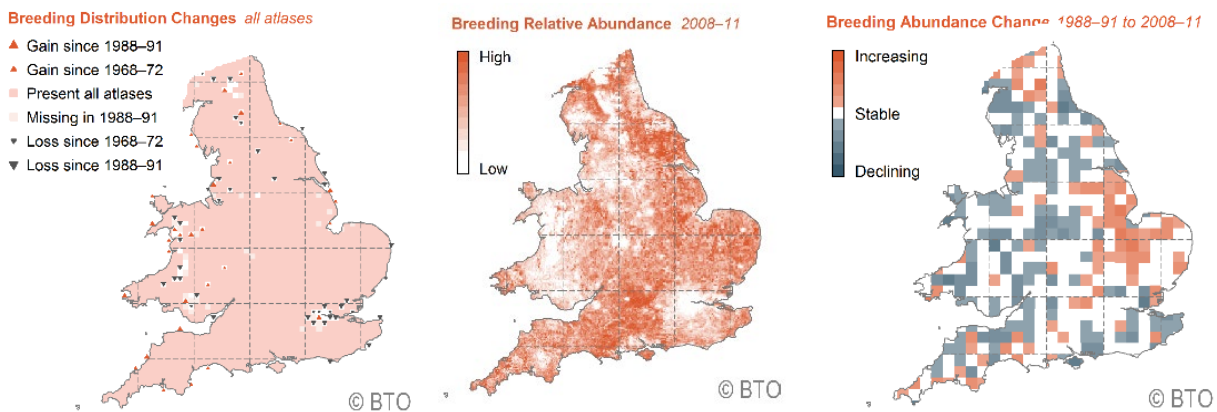 Breeding Distribution Changes all atlases
Gain since 1988–91
Gain since 1968–72
Present all atlases
Missing in 1988–91
Loss since 1968–72
Loss since 1988–91
© BTO
Breeding Relative Abundance 2008–11
High
Low
© BTO
Breeding Abundance Change 1988–91 to 2008–11
Increasing
Stable
Declining
© BTO